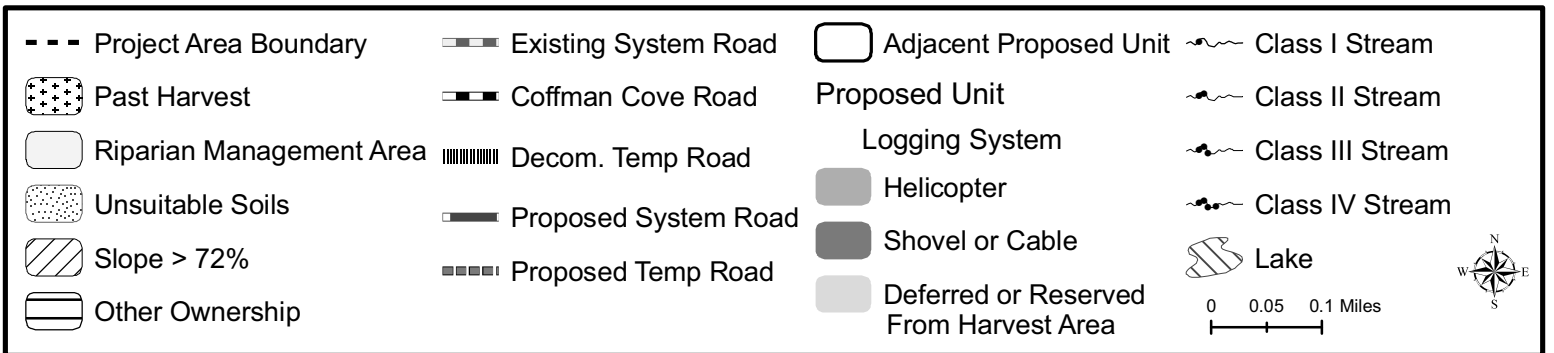 Project Area Boundary
Past Harvest
Riparian Management Area
Unsuitable Soils
Slope > 72%
Other Ownership
Existing System Road
Coffman Cove Road
Decom. Temp Road
Proposed System Road
Proposed Temp Road
Adjacent Proposed Unit
Proposed Unit
Logging System
Helicopter
Shovel or Cable
Deferred or Reserved
From Harvest Area
Class I Stream
Class II Stream
Class III Stream
Class IV Stream
Lake
0 0.05 0.1 Miles
N
W E
S